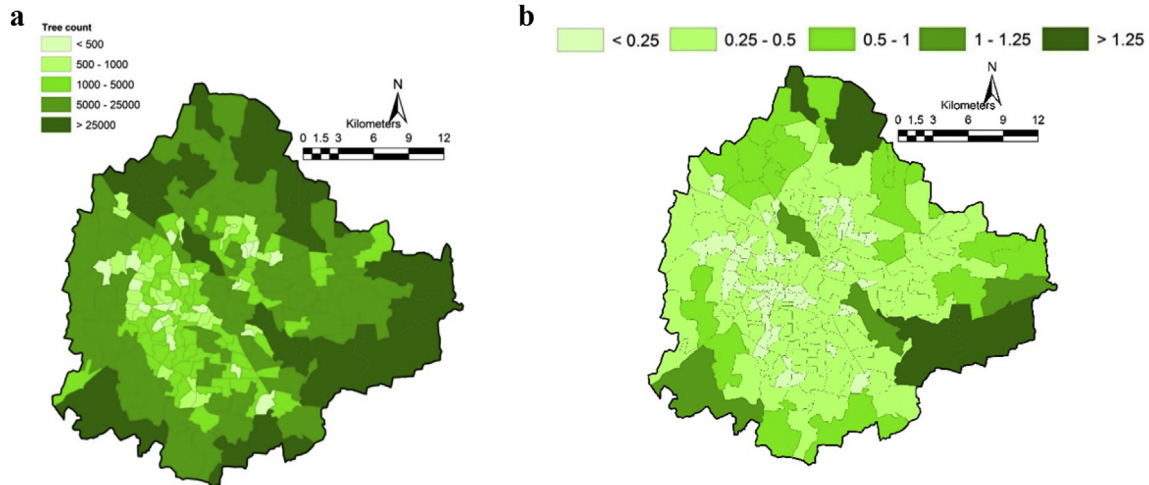 a
Tree count
< 500
500 - 1000
1000 - 5000
5000 - 25000
> 25000
N
Kilometers
0 1.5 3 6 9 12
b
< 0.25 0.25 - 0.5 0.5 - 1 1 - 1.25 > 1.25
N
Kilometers
0 1.5 3 6 9 12